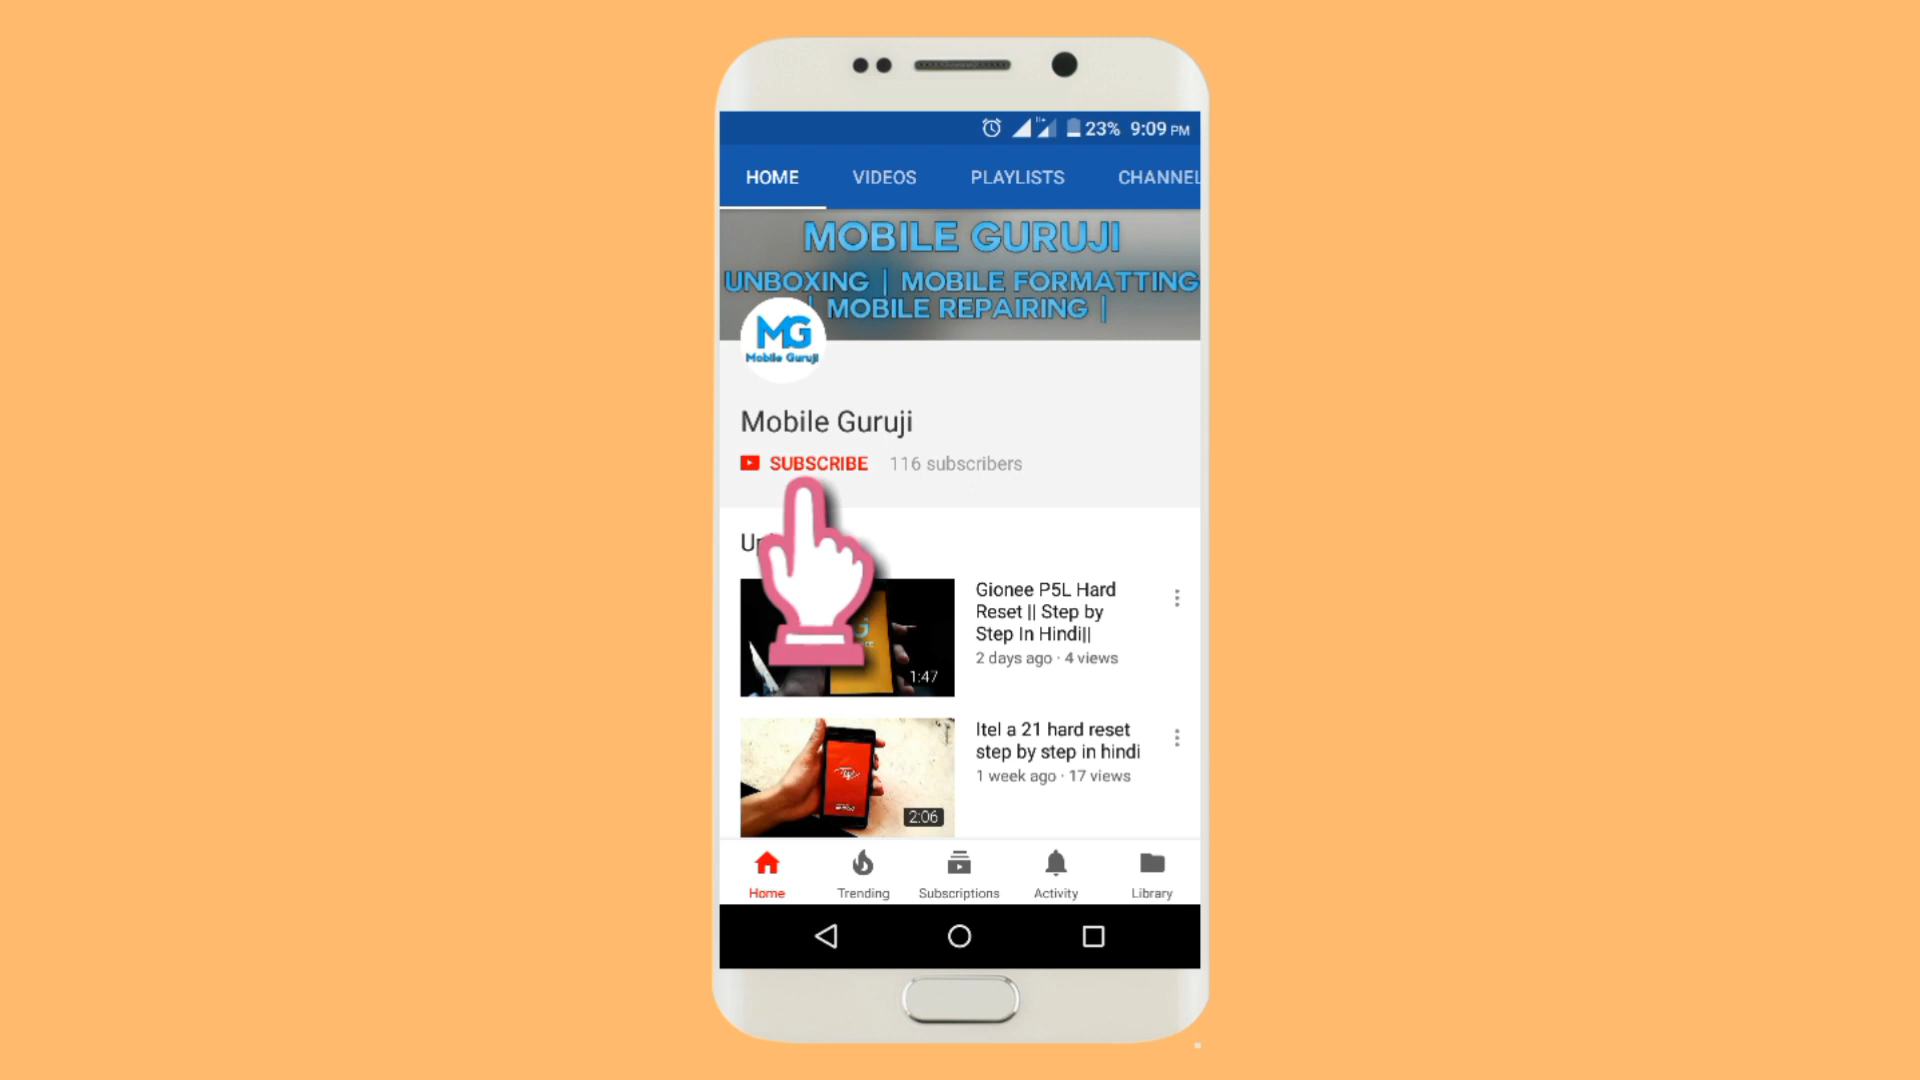 23% 9:09 PM
HOME VIDEOS PLAYLISTS CHANNEL
MOBILE GURUJI
UNBOXING | MOBILE FORMATTING
| MOBILE REPAIRING |
MG
Mobile Guruji
Mobile Guruji
SUBSCRIBE 116 subscribers
Gionee P5L Hard
Reset || Step by
Step In Hindi||
2 days ago · 4 views
1:47
Itel a 21 hard reset
step by step in hindi
1 week ago · 17 views
2:06
Home Trending Subscriptions Activity Library